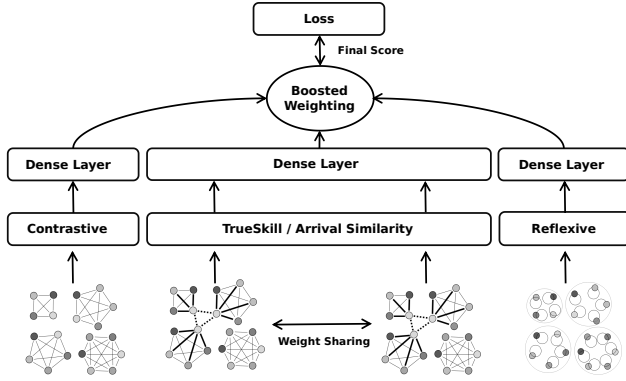 Loss
Final Score
Boosted
Weighting
Dense Layer
Dense Layer
Dense Layer
Contrastive
TrueSkill / Arrival Similarity
Reflexive
Weight Sharing